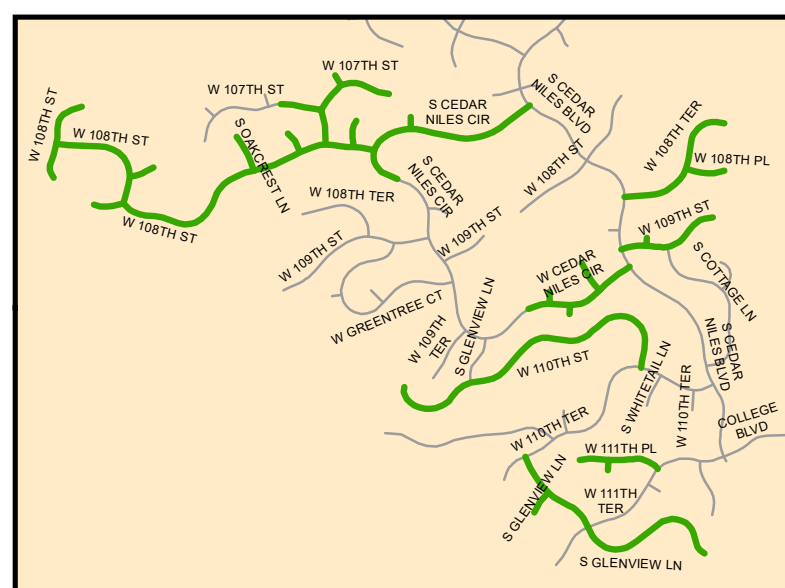 W 107TH ST
W 107TH ST
W 108TH ST
W 108TH ST
S OAKCREST LN
W 108TH ST
S CEDAR
NILES CIR
S CEDAR
NILES BLVD
W 108TH ST
W 108TH TER
W 108TH PL
S CEDAR
NILES CIR
W 108TH TER
W 109TH ST
W 109TH ST
W 109TH ST
S COTTAGE LN
W CEDAR
NILES CIR
W GREENTREE CT
W 109TH
TER
S GLENVIEW LN
W 110TH ST
S WHITETAIL LN
S CEDAR
NILES BLVD
W 110TH TER
COLLEGE
BLVD
W 110TH TER
W 111TH PL
S GLENVIEW LN
W 111TH
TER
S GLENVIEW LN